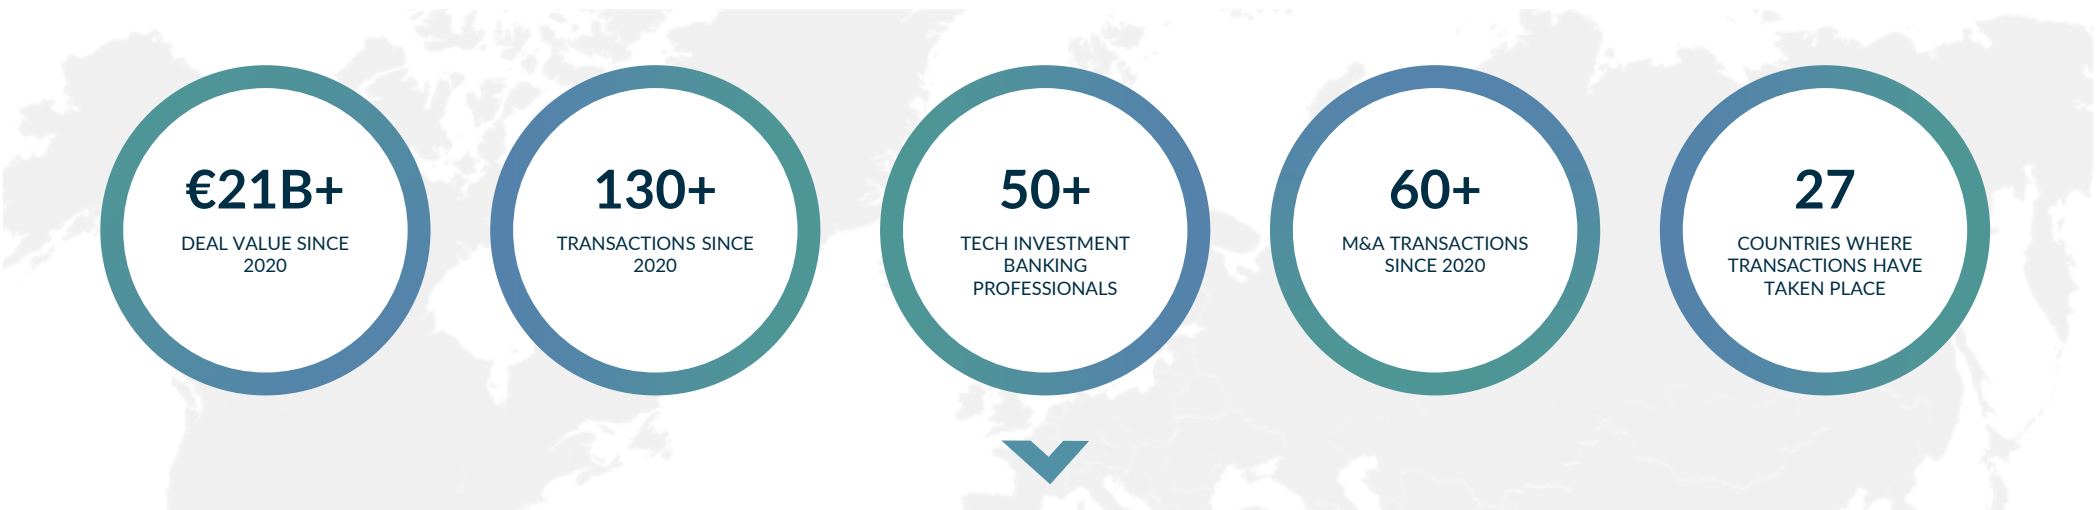 €21B+
DEAL VALUE SINCE
2020
130+
TRANSACTIONS SINCE
2020
50+
TECH INVESTMENT
BANKING
PROFESSIONALS
60+
M&A TRANSACTIONS
SINCE 2020
27
COUNTRIES WHERE
TRANSACTIONS HAVE
TAKEN PLACE